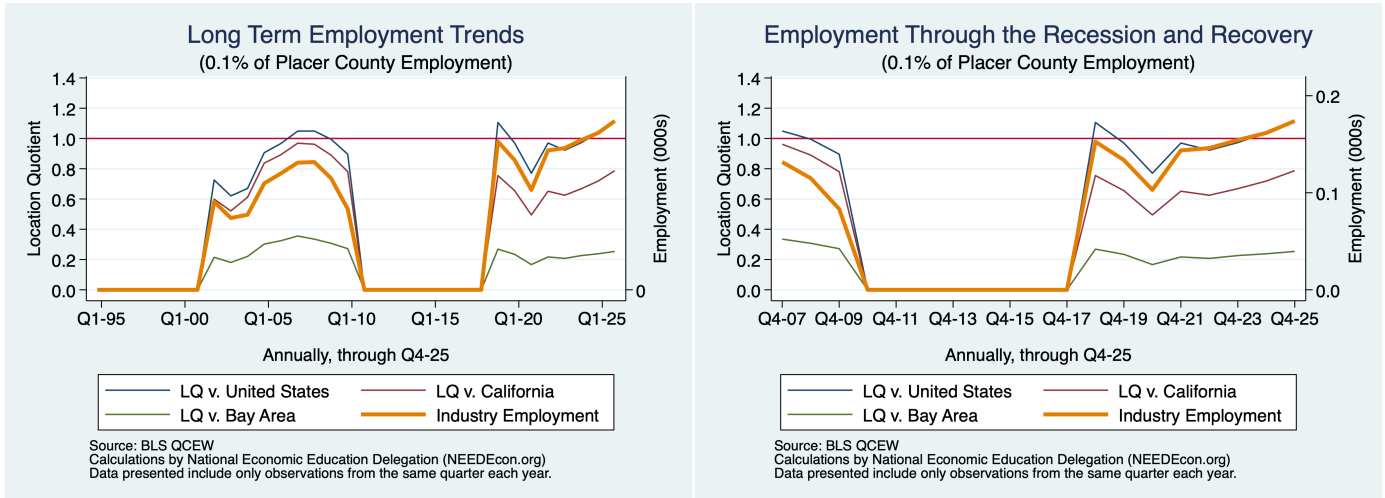 Long Term Employment Trends
(0.1% of Placer County Employment)
Location Quotient
1.4
1.2
1.0
0.8
0.6
0.4
0.2
0.0
0
Employment (000s)
Q1-95 Q1-00 Q1-05 Q1-10 Q1-15 Q1-20 Q1-25
Annually, through Q4-25
LQ v. United States LQ v. California
LQ v. Bay Area Industry Employment
Source: BLS QCEW
Calculations by National Economic Education Delegation (NEEDEcon.org)
Data presented include only observations from the same quarter each year.
Employment Through the Recession and Recovery
(0.1% of Placer County Employment)
Location Quotient
1.4
1.2
1.0
0.8
0.6
0.4
0.2
0.0
0.2
0.1
0.0
Employment (000s)
Q4-07 Q4-09 Q4-11 Q4-13 Q4-15 Q4-17 Q4-19 Q4-21 Q4-23 Q4-25
Annually, through Q4-25
LQ v. United States LQ v. California
LQ v. Bay Area Industry Employment
Source: BLS QCEW
Calculations by National Economic Education Delegation (NEEDEcon.org)
Data presented include only observations from the same quarter each year.